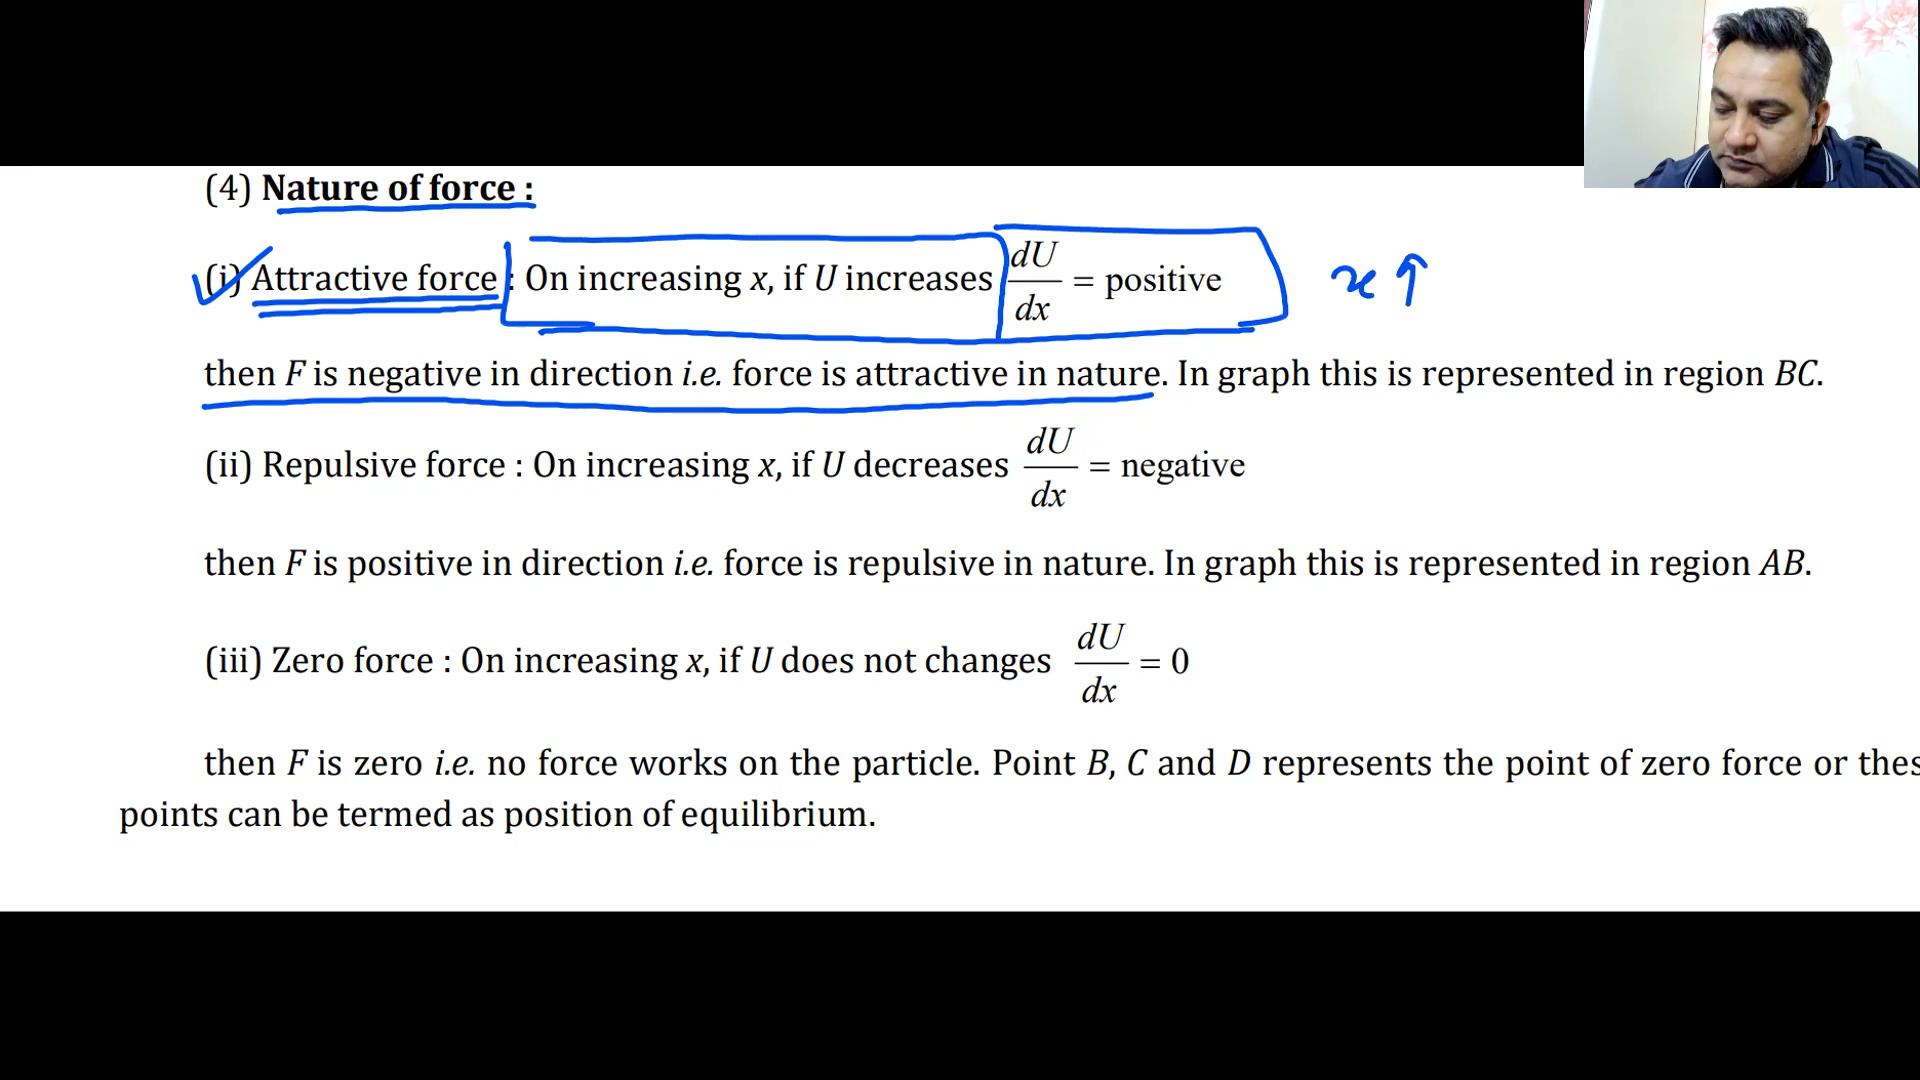 (4) Nature of force :
(i) Attractive force : On increasing x, if U increases dU/dx = positive x ↑
then F is negative in direction i.e. force is attractive in nature. In graph this is represented in region BC.
(ii) Repulsive force : On increasing x, if U decreases dU/dx = negative
then F is positive in direction i.e. force is repulsive in nature. In graph this is represented in region AB.
(iii) Zero force : On increasing x, if U does not changes dU/dx = 0
then F is zero i.e. no force works on the particle. Point B, C and D represents the point of zero force or thes
points can be termed as position of equilibrium.